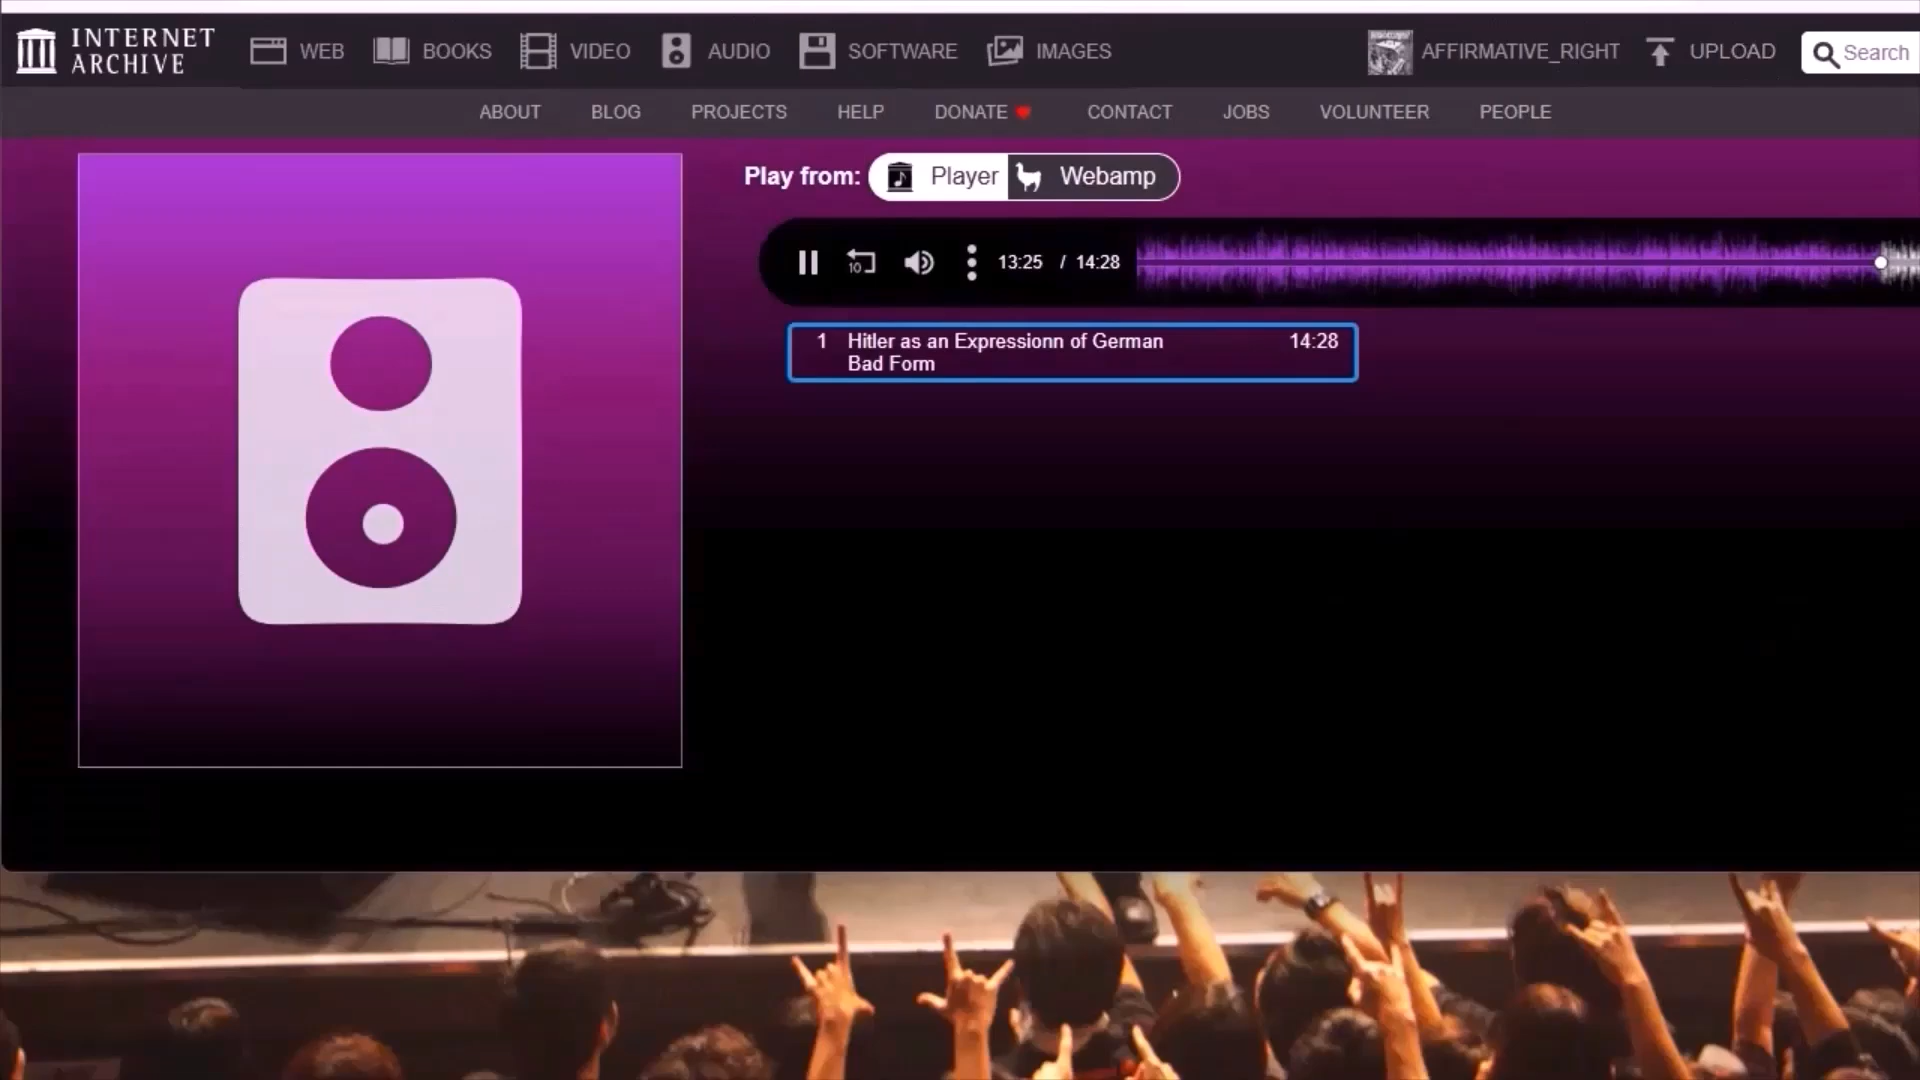 INTERNET
ARCHIVE
WEB
BOOKS
VIDEO
AUDIO
SOFTWARE
IMAGES
AFFIRMATIVE_RIGHT
UPLOAD
Search
ABOUT
BLOG
PROJECTS
HELP
DONATE
CONTACT
JOBS
VOLUNTEER
PEOPLE
Play from:
Player
Webamp
10
13:25 / 14:28
1 Hitler as an Expressionn of German 14:28
Bad Form